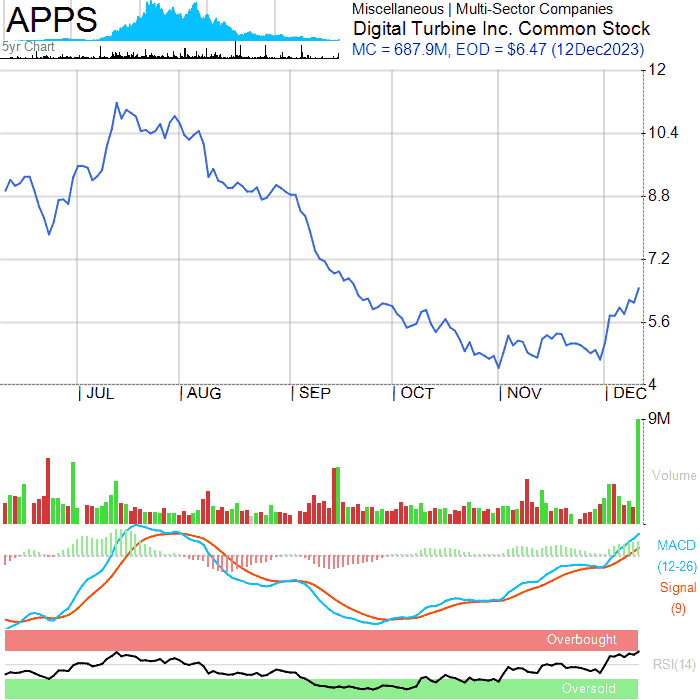 APPS
5yr Chart
Miscellaneous | Multi-Sector Companies
Digital Turbine Inc. Common Stock
MC = 687.9M, EOD = $6.47 (12Dec2023)
12
10.4
8.8
7.2
5.6
4
| JUL | AUG | SEP | OCT | NOV | DEC
9M
Volume
MACD
(12-26)
Signal
(9)
Overbought
RSI(14)
Oversold